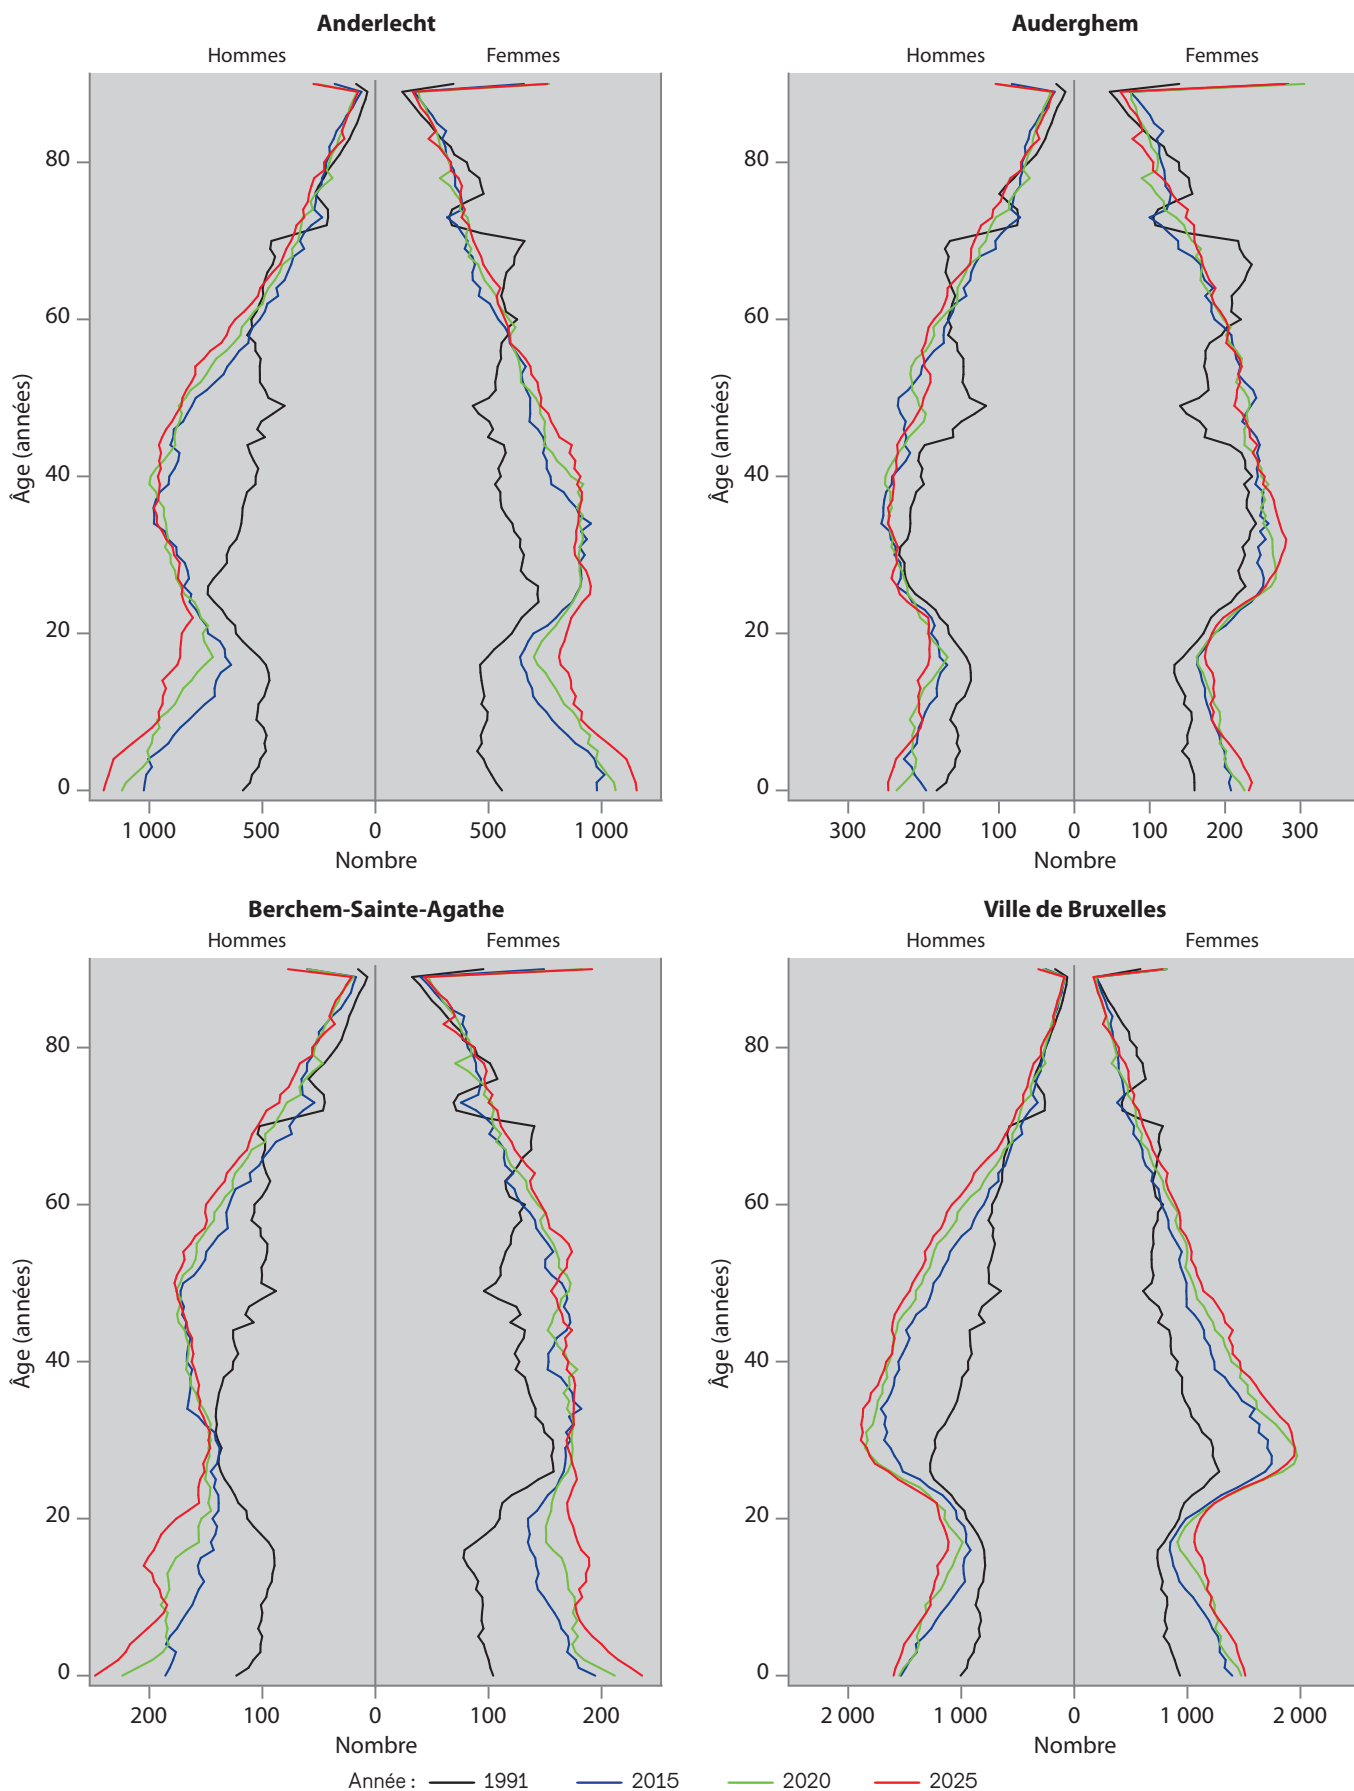 Anderlecht
Hommes Femmes
Âge (années)
80
60
40
20
0
1 000 500 0 500 1 000
Nombre
Auderghem
Hommes Femmes
Âge (années)
80
60
40
20
0
300 200 100 0 100 200 300
Nombre
Berchem-Sainte-Agathe
Hommes Femmes
Âge (années)
80
60
40
20
0
200 100 0 100 200
Nombre
Ville de Bruxelles
Hommes Femmes
Âge (années)
80
60
40
20
0
2 000 1 000 0 1 000 2 000
Nombre
Année : 1991 2015 2020 2025